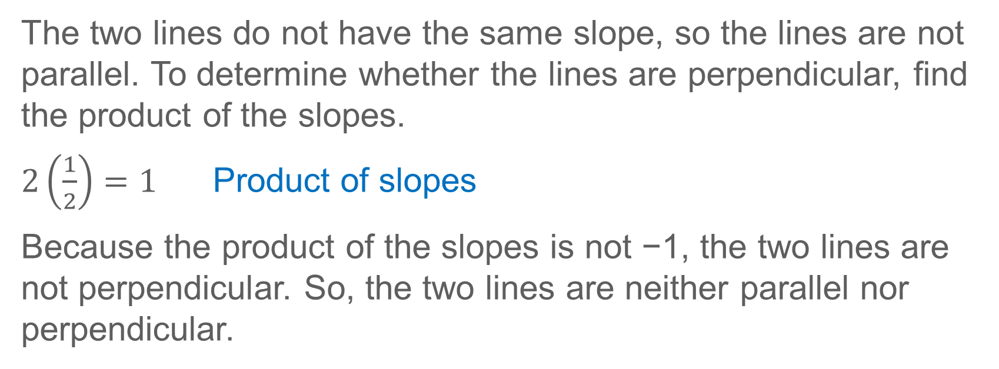 The two lines do not have the same slope, so the lines are not
parallel. To determine whether the lines are perpendicular, find
the product of the slopes.
2(1/2) = 1 Product of slopes
Because the product of the slopes is not −1, the two lines are
not perpendicular. So, the two lines are neither parallel nor
perpendicular.